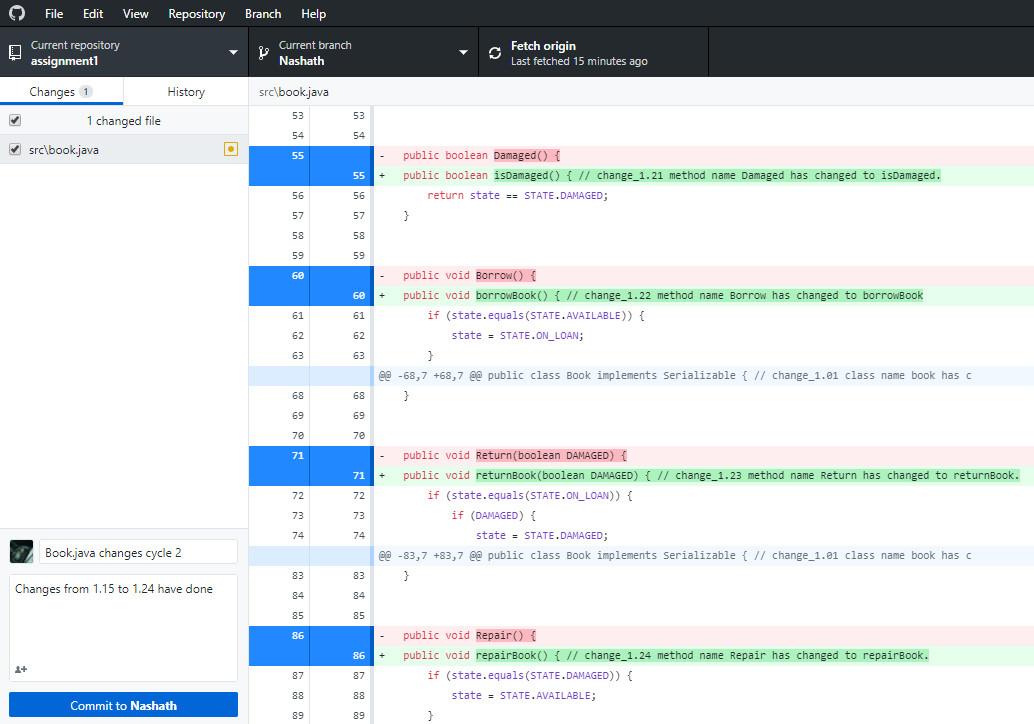 File Edit View Repository Branch Help
Current repository
assignment1
Current branch
Nashath
Fetch origin
Last fetched 15 minutes ago
Changes 1 History
src\book.java
1 changed file
src\book.java
53 53
54 54
55 - public boolean Damaged() {
55 + public boolean isDamaged() { // change_1.21 method name Damaged has changed to isDamaged.
56 56 return state == STATE.DAMAGED;
57 57 }
58 58
59 59
60 - public void Borrow() {
60 + public void borrowBook() { // change_1.22 method name Borrow has changed to borrowBook
61 61 if (state.equals(STATE.AVAILABLE)) {
62 62 state = STATE.ON_LOAN;
63 63 }
@@ -68,7 +68,7 @@ public class Book implements Serializable { // change_1.01 class name book has c
68 68 }
69 69
70 70
71 - public void Return(boolean DAMAGED) {
71 + public void returnBook(boolean DAMAGED) { // change_1.23 method name Return has changed to returnBook.
72 72 if (state.equals(STATE.ON_LOAN)) {
73 73 if (DAMAGED) {
74 74 state = STATE.DAMAGED;
@@ -83,7 +83,7 @@ public class Book implements Serializable { // change_1.01 class name book has c
83 83 }
84 84
85 85
86 - public void Repair() {
86 + public void repairBook() { // change_1.24 method name Repair has changed to repairBook.
87 87 if (state.equals(STATE.DAMAGED)) {
88 88 state = STATE.AVAILABLE;
89 89 }
Book.java changes cycle 2
Changes from 1.15 to 1.24 have done
Commit to Nashath